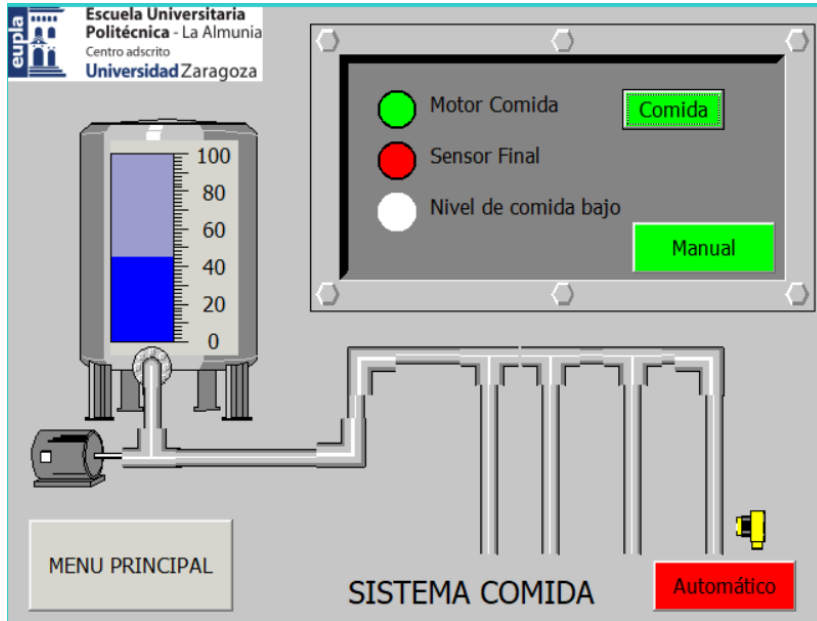 eupla
Escuela Universitaria
Politécnica - La Almunia
Centro adscrito
Universidad Zaragoza
Motor Comida
Comida
Sensor Final
Nivel de comida bajo
Manual
100
80
60
40
20
0
MENU PRINCIPAL
SISTEMA COMIDA
Automático